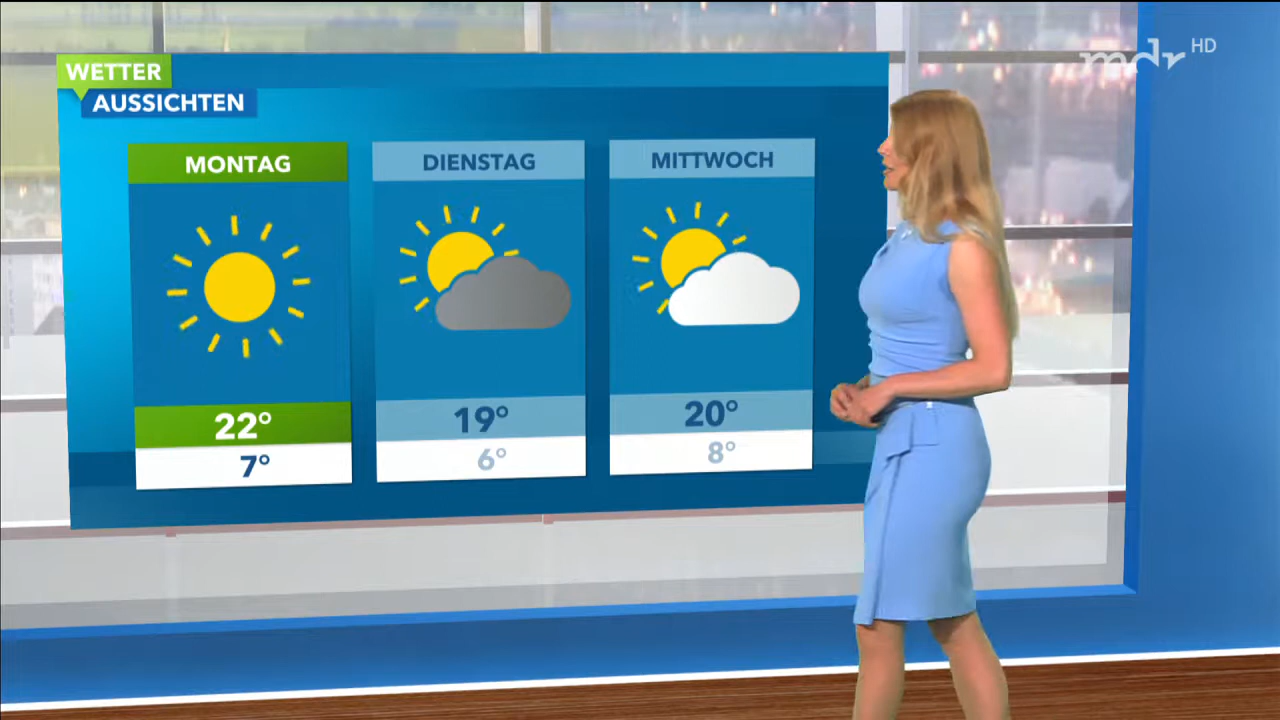 mdr HD
WETTER
AUSSICHTEN
MONTAG
DIENSTAG
MITTWOCH
22°
19°
20°
7°
6°
8°